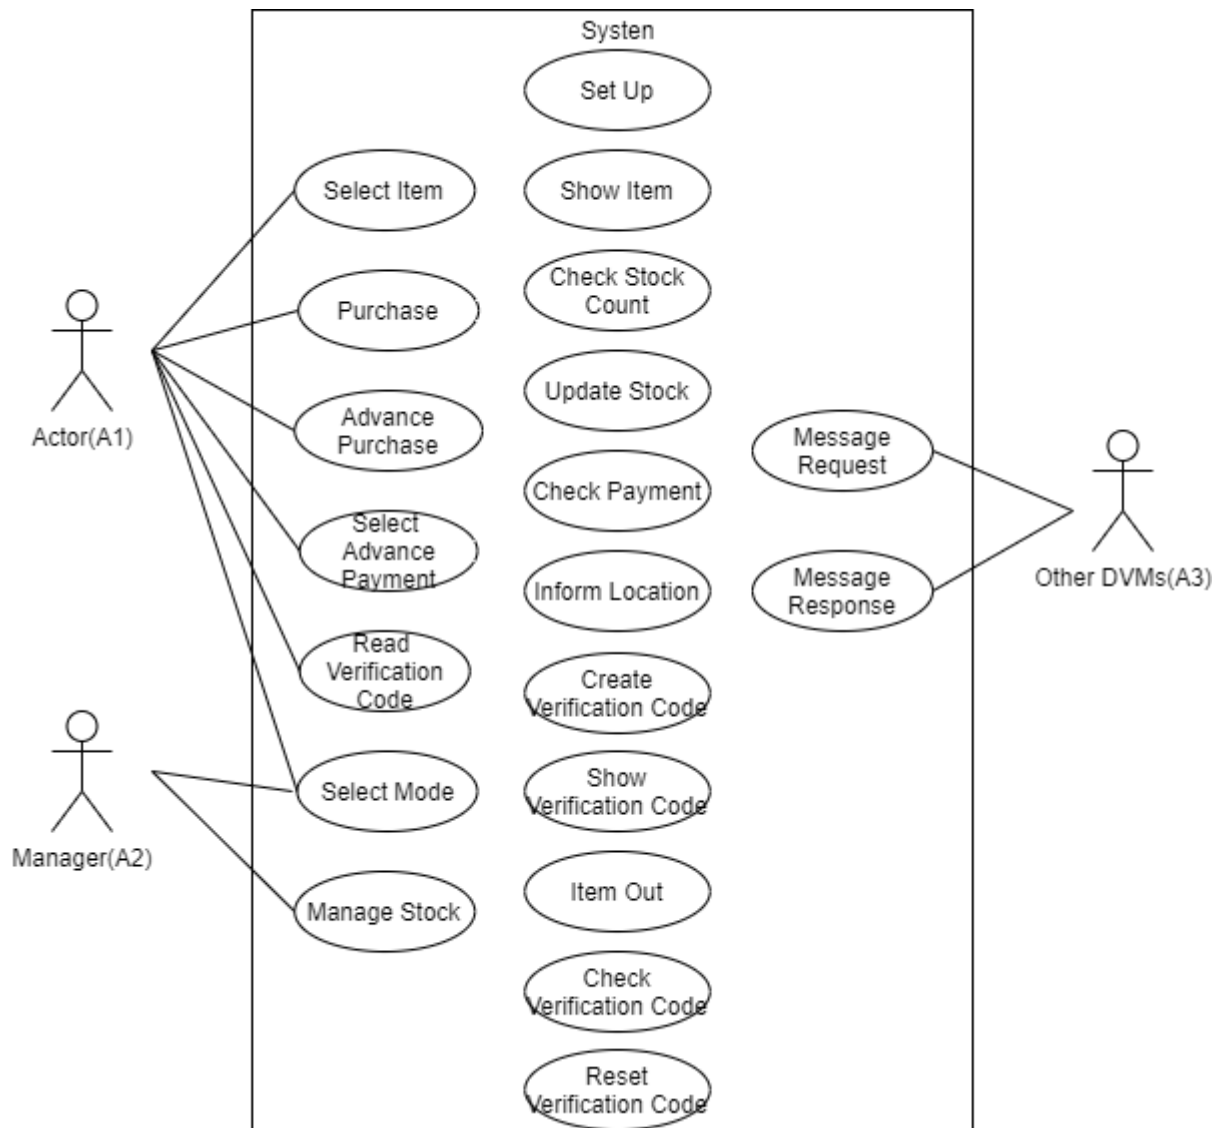 Systen
Set Up
Select Item
Show Item
Check Stock
Count
Purchase
Actor(A1)
Update Stock
Advance
Purchase
Message
Request
Check Payment
Select
Advance
Payment
Other DVMs(A3)
Inform Location
Message
Response
Read
Verification
Code
Create
Verification Code
Manager(A2)
Select Mode
Show
Verification Code
Item Out
Manage Stock
Check
Verification Code
Reset
Verification Code